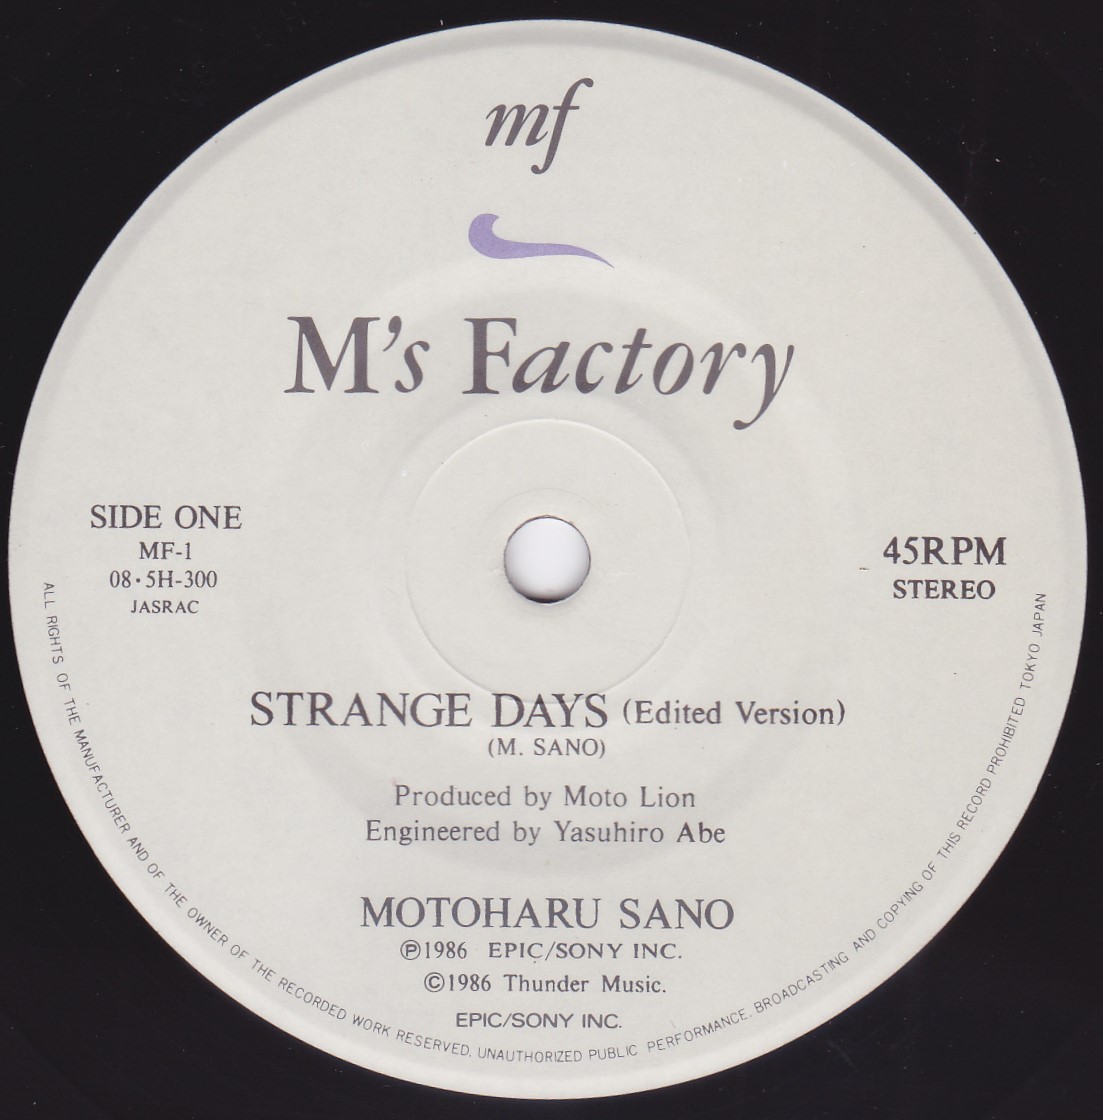 mf
M's Factory
SIDE ONE
MF-1
08・5H-300
JASRAC
45RPM
STEREO
STRANGE DAYS (Edited Version)
(M. SANO)
Produced by Moto Lion
Engineered by Yasuhiro Abe
MOTOHARU SANO
℗1986 EPIC/SONY INC.
©1986 Thunder Music.
EPIC/SONY INC.
ALL RIGHTS OF THE MANUFACTURER AND OF THE OWNER OF THE RECORDED WORK RESERVED. UNAUTHORIZED PUBLIC PERFORMANCE. BROADCASTING AND COPYING OF THIS RECORD PROHIBITED TOKYO JAPAN